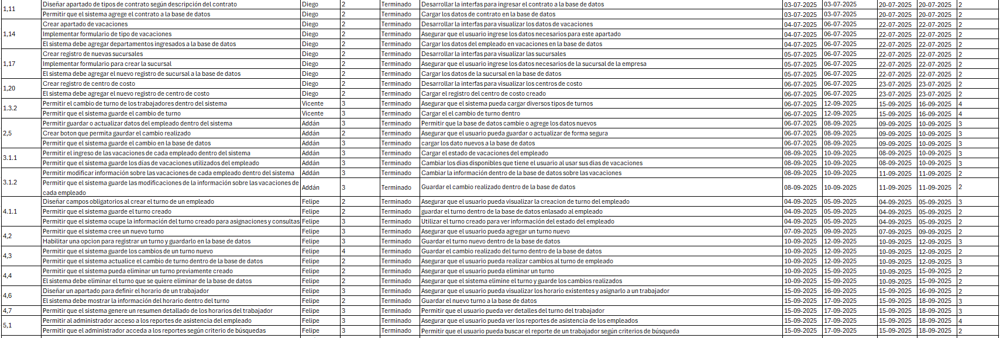 1,11
Diseñar apartado de tipos de contrato según descripción del contrato Diego 2 Terminado Desarrollar la interfas para ingresar el contrato a la base de datos 03-07-2025 03-07-2025 20-07-2025 20-07-2025 2
Permitir que el sistema agrege el contrato a la base de datos Diego 2 Terminado Cargar los datos de contrato en la base de datos 03-07-2025 03-07-2025 20-07-2025 20-07-2025 2
1,14
Crear apartado de vacaciones Diego 2 Terminado Desarrollar la interfas para visualizar los datos de vacaciones 04-07-2025 06-07-2025 22-07-2025 22-07-2025 2
Implementar formulario de tipo de vacaciones Diego 2 Terminado Asegurar que el usuario ingrese los datos necesarios para este apartado 04-07-2025 06-07-2025 22-07-2025 22-07-2025 2
El sistema debe agregar departamentos ingresados a la base de datos Diego 2 Terminado Cargar los datos del empleado en vacaciones en la base de datos 04-07-2025 06-07-2025 22-07-2025 22-07-2025 2
1,17
Crear registro de nuevas sucursales Diego 2 Terminado Desarrollar la interfas para visualizar las sucursales 05-07-2025 06-07-2025 22-07-2025 22-07-2025 2
Implementar formulario para crear la sucursal Diego 2 Terminado Asegurar que el usuario ingrese los datos necesarios de la sucursal de la empresa 05-07-2025 06-07-2025 22-07-2025 22-07-2025 2
El sistema debe agregar el nuevo registro de sucursal a la base de datos Diego 2 Terminado Cargar los datos de la sucursal en la base de datos 05-07-2025 06-07-2025 22-07-2025 22-07-2025 2
1,20
Crear registro de centro de costo Diego 2 Terminado Desarrollar la interfas para visualizar los centros de costo 06-07-2025 06-07-2025 23-07-2025 23-07-2025 2
El sistema debe agregar el nuevo registro de centro de costo Diego 2 Terminado Cargar el registro del centro de costo creado 06-07-2025 06-07-2025 23-07-2025 23-07-2025 2
1.3.2
Permitir el cambio de turno de los trabajadores dentro del sistema Vicente 3 Terminado Asegurar que el sistema pueda cargar diversos tipos de turnos 06-07-2025 12-09-2025 15-09-2025 16-09-2025 4
Permitir que el sistema guarde el cambio de turno Vicente 3 Terminado Cargar el el cambio de turno dentro 06-07-2025 12-09-2025 15-09-2025 16-09-2025 4
2,5
Permitir guardar o actualizar datos del empleado dentro del sistema Addán 3 Terminado Permitir que la base de datos cambie o agrege los datos nuevos 06-07-2025 08-09-2025 09-09-2025 10-09-2025 3
Crear boton que permita gaurdar el cambio realizado Addán 2 Terminado Asegurar que el usuario pueda guardar o actualizar de forma segura 06-07-2025 08-09-2025 09-09-2025 10-09-2025 3
Permitir que el sistema guarde el cambio en la base de datos Addán 3 Terminado cargar los dato nuevos a la base de datos 06-07-2025 08-09-2025 09-09-2025 10-09-2025 3
3.1.1
Permitir el ingreso de las vacaciones de cada empleado dentro del sistema Addán 3 Terminado Cargar el estado de vacaciones del empleado 08-09-2025 10-09-2025 08-09-2025 10-09-2025 3
Permitir que el sistema guarde los días de vacaciones utilizados del empleado Addán 3 Terminado Cambiar los dias disponibles que tiene el usuario al usar sus dias de vacaciones 08-09-2025 10-09-2025 08-09-2025 10-09-2025 3
3.1.2
Permitir modificar información sobre las vacaciones de cada empleado dentro del sistema Addán 3 Terminado Cambiar la información dentro de la base de datos sobre las vacaciones 08-09-2025 10-09-2025 11-09-2025 11-09-2025 2
Permitir que el sistema guarde las modificaciones de la información sobre las vacaciones de
cada empleado Addán 3 Terminado Guardar el cambio realizado dentro de la base de datos 08-09-2025 10-09-2025 11-09-2025 11-09-2025 2
4.1.1
Diseñar campos obligatorios al crear el turno de un empleado Felipe 2 Terminado Asegurar que el usuario pueda visualizar la creacion de turno del empleado 04-09-2025 05-09-2025 04-09-2025 05-09-2025 3
Permitir que el sistema guarde el turno creado Felipe 2 Terminado guardar el turno dentro de la base de datos enlasado al empleado 04-09-2025 05-09-2025 04-09-2025 05-09-2025 2
Permitir que el sistema ocupe la información del turno creado para asignaciones y consultas Felipe 3 Terminado Utilizar el turno creado para ver información del estado del empleado 04-09-2025 05-09-2025 04-09-2025 05-09-2025 2
4,2
Permitir que el sistema cree un nuevo turno Felipe 3 Terminado Asegurar que el usuario pueda agregar un turno nuevo 07-09-2025 09-09-2025 07-09-2025 09-09-2025 2
Habilitar una opcion para registrar un turno y guardarlo en la base de datos Felipe 3 Terminado Guardar el turno nuevo dentro de la base de datos 10-09-2025 12-09-2025 10-09-2025 12-09-2025 3
4,3
Permitir que el sistema guarde los cambios de un turno nuevo Felipe 4 Terminado Guardar el cambio realizado del turno dentro de la base de datos 10-09-2025 12-09-2025 10-09-2025 12-09-2025 2
Permitir que el sistema actualice el cambio de turno dentro de la base de datos Felipe 2 Terminado Asegurar que el usuario pueda realizar cambios al turno de empleado 10-09-2025 12-09-2025 10-09-2025 12-09-2025 3
4,4
Permitir que el sistema pueda eliminar un turno previamente creado Felipe 2 Terminado Asegurar que el usuario pueda eliminar un turno 10-09-2025 15-09-2025 10-09-2025 15-09-2025 2
El sistema debe eliminar el turno que se quiere eliminar de la base de datos Felipe 2 Terminado Asegurar que el sistema elimine el turno y guarde los cambios realizados 10-09-2025 15-09-2025 10-09-2025 15-09-2025 2
4,6
Diseñar un apartado para definir el horario de un trabajador Felipe 3 Terminado Asegurar que el usuario pueda visualizar los horario existentes y asignarlo a un trabajador 15-09-2025 16-09-2025 15-09-2025 16-09-2025 2
El sistema debe mostrar la información del horario dentro del turno Felipe 2 Terminado Guardar el nuevo turno a la base de datos 15-09-2025 17-09-2025 15-09-2025 18-09-2025 3
4,7 Permitir que el sistema genere un resumen detallado de los horarios del trabajador Felipe 3 Terminado Permitir que el usuario pueda ver detalles del turno del trabajador 15-09-2025 17-09-2025 15-09-2025 18-09-2025 3
5,1
Permitir al administrador acceso a los reportes de asistencia del empleado Felipe 3 Terminado Asegurar que el usuario pueda ver los reportes de asistencia de los empleados 15-09-2025 17-09-2025 15-09-2025 18-09-2025 4
Permitir que el administrador acceda a los reportes según criterio de búsquedas Felipe 3 Terminado Permitir que el usuario pueda buscar el reporte de un trabajador según criterios de búsqueda 15-09-2025 17-09-2025 15-09-2025 18-09-2025 2